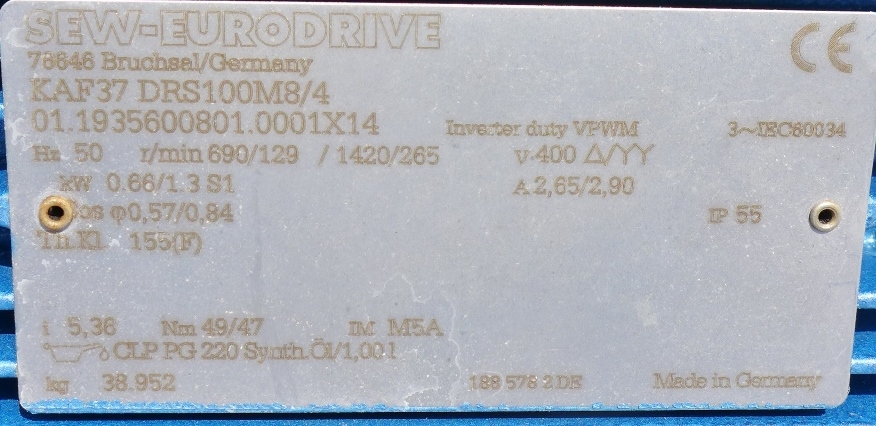 SEW-EURODRIVE CE
76646 Bruchsal/Germany
KAF37 DRS100M8/4
01.1935600801.0001X14 Inverter duty VPWM 3~IEC60034
Hz 50 r/min 690/129 / 1420/265 V 400 △/YY
kW 0.66/1.3 S1 A 2,65/2,90
cos φ 0,57/0,84 IP 55
Th.Kl. 155(F)
i 5,36 Nm 49/47 IM M5A
CLP PG 220 Synth.Öl/1,00 l
kg 38.952 188 576 2 DE Made in Germany